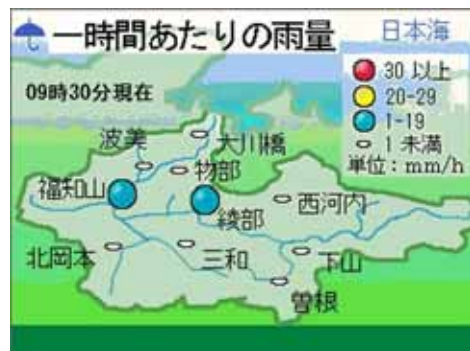 一時間あたりの雨量
日本海
30 以上
20-29
1-19
1 未満
単位：mm/h
09時30分現在
波美
大川橋
物部
福知山
綾部
西河内
北岡本
三和
下山
曽根